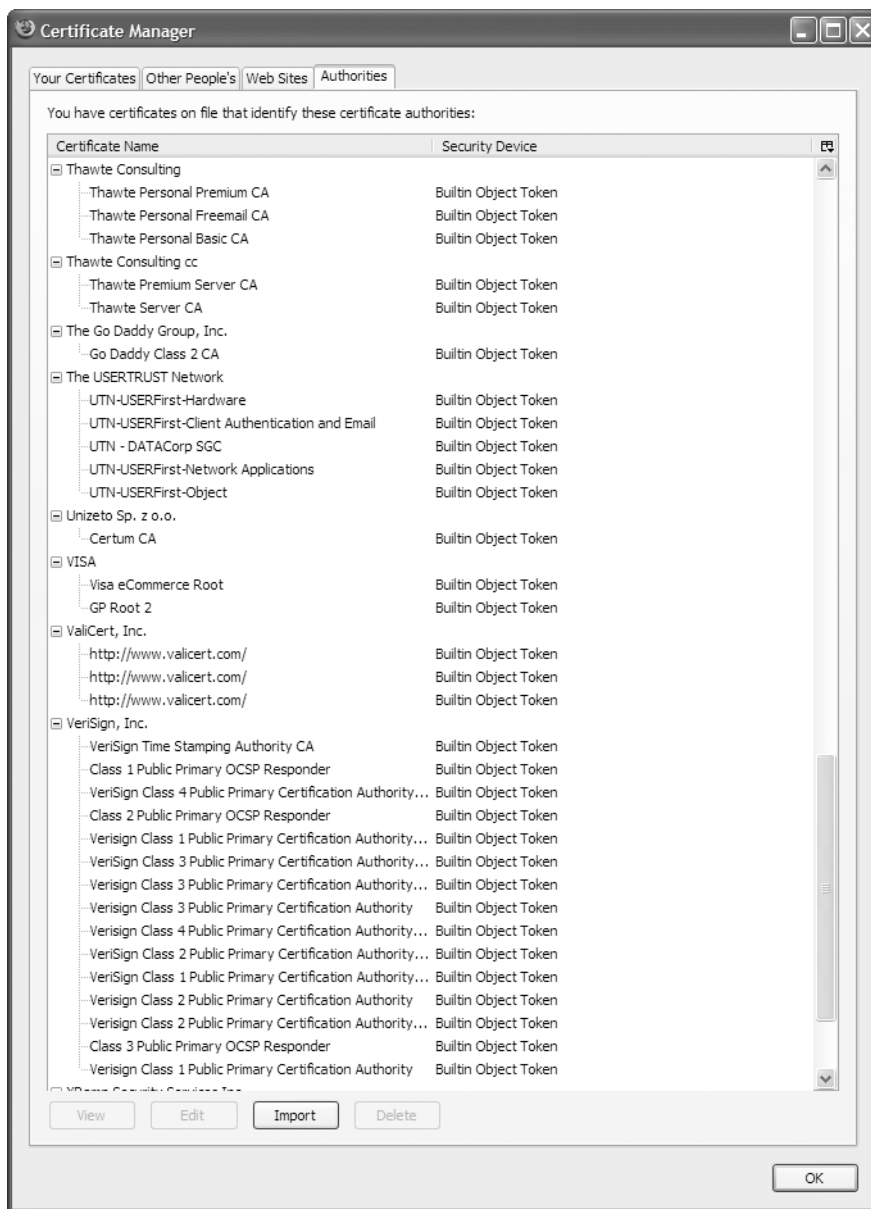 Certificate Manager
Your Certificates Other People's Web Sites Authorities
You have certificates on file that identify these certificate authorities:
Certificate Name Security Device
Thawte Consulting
Thawte Personal Premium CA Builtin Object Token
Thawte Personal Freemail CA Builtin Object Token
Thawte Personal Basic CA Builtin Object Token
Thawte Consulting cc
Thawte Premium Server CA Builtin Object Token
Thawte Server CA Builtin Object Token
The Go Daddy Group, Inc.
Go Daddy Class 2 CA Builtin Object Token
The USERTRUST Network
UTN-USERFirst-Hardware Builtin Object Token
UTN-USERFirst-Client Authentication and Email Builtin Object Token
UTN - DATACorp SGC Builtin Object Token
UTN-USERFirst-Network Applications Builtin Object Token
UTN-USERFirst-Object Builtin Object Token
Unizeto Sp. z o.o.
Certum CA Builtin Object Token
VISA
Visa eCommerce Root Builtin Object Token
GP Root 2 Builtin Object Token
ValiCert, Inc.
http://www.valicert.com/ Builtin Object Token
http://www.valicert.com/ Builtin Object Token
http://www.valicert.com/ Builtin Object Token
VeriSign, Inc.
VeriSign Time Stamping Authority CA Builtin Object Token
Class 1 Public Primary OCSP Responder Builtin Object Token
VeriSign Class 4 Public Primary Certification Authority... Builtin Object Token
Class 2 Public Primary OCSP Responder Builtin Object Token
Verisign Class 1 Public Primary Certification Authority... Builtin Object Token
VeriSign Class 3 Public Primary Certification Authority... Builtin Object Token
Verisign Class 3 Public Primary Certification Authority... Builtin Object Token
Verisign Class 3 Public Primary Certification Authority Builtin Object Token
Verisign Class 4 Public Primary Certification Authority... Builtin Object Token
VeriSign Class 2 Public Primary Certification Authority... Builtin Object Token
VeriSign Class 1 Public Primary Certification Authority... Builtin Object Token
Verisign Class 2 Public Primary Certification Authority Builtin Object Token
Verisign Class 2 Public Primary Certification Authority... Builtin Object Token
Class 3 Public Primary OCSP Responder Builtin Object Token
Verisign Class 1 Public Primary Certification Authority Builtin Object Token
View Edit Import Delete
OK